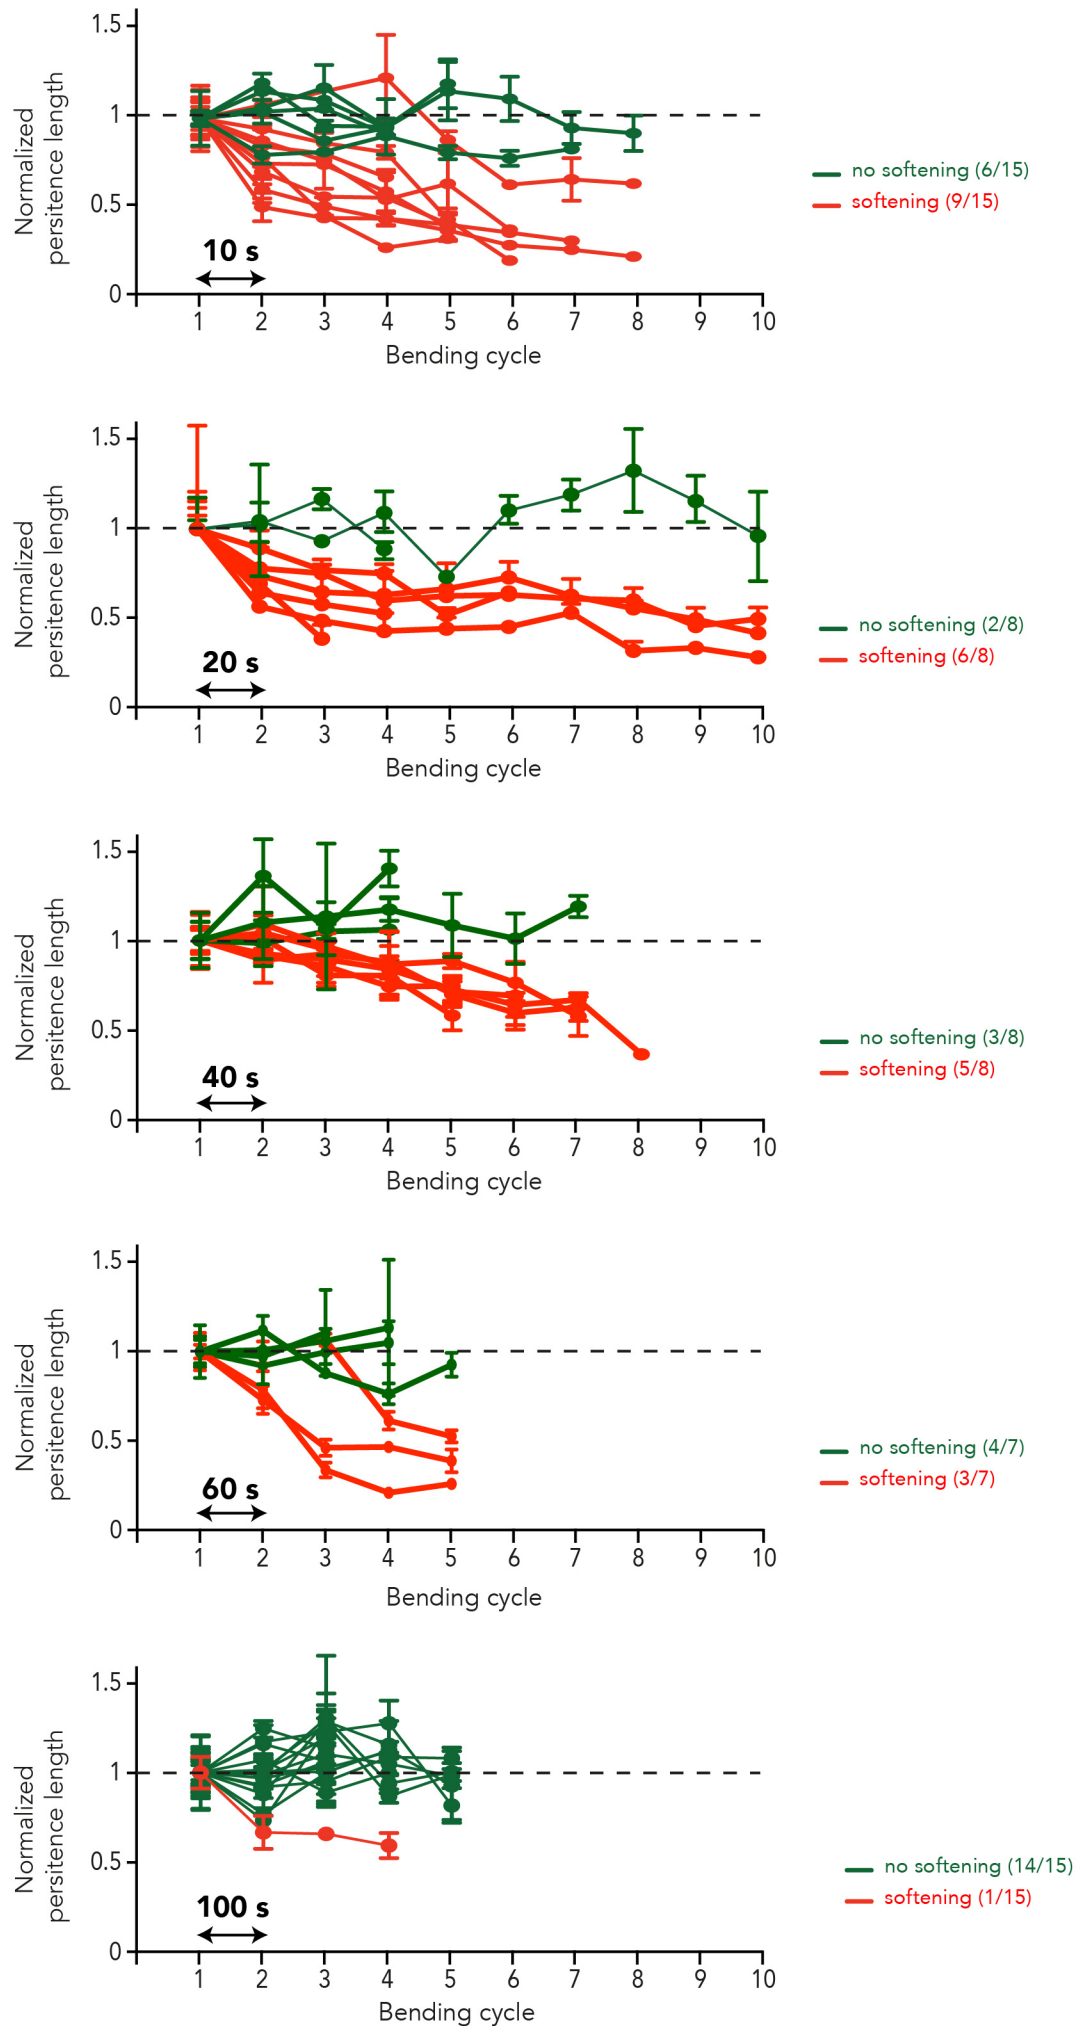 1.5
1
0.5
0
Normalized
persitence length
10 s
1 2 3 4 5 6 7 8 9 10
Bending cycle
no softening (6/15)
softening (9/15)
1.5
1
0.5
0
Normalized
persitence length
20 s
1 2 3 4 5 6 7 8 9 10
Bending cycle
no softening (2/8)
softening (6/8)
1.5
1
0.5
0
Normalized
persitence length
40 s
1 2 3 4 5 6 7 8 9 10
Bending cycle
no softening (3/8)
softening (5/8)
1.5
1
0.5
0
Normalized
persitence length
60 s
1 2 3 4 5 6 7 8 9 10
Bending cycle
no softening (4/7)
softening (3/7)
1.5
1
0.5
0
Normalized
persitence length
100 s
1 2 3 4 5 6 7 8 9 10
Bending cycle
no softening (14/15)
softening (1/15)